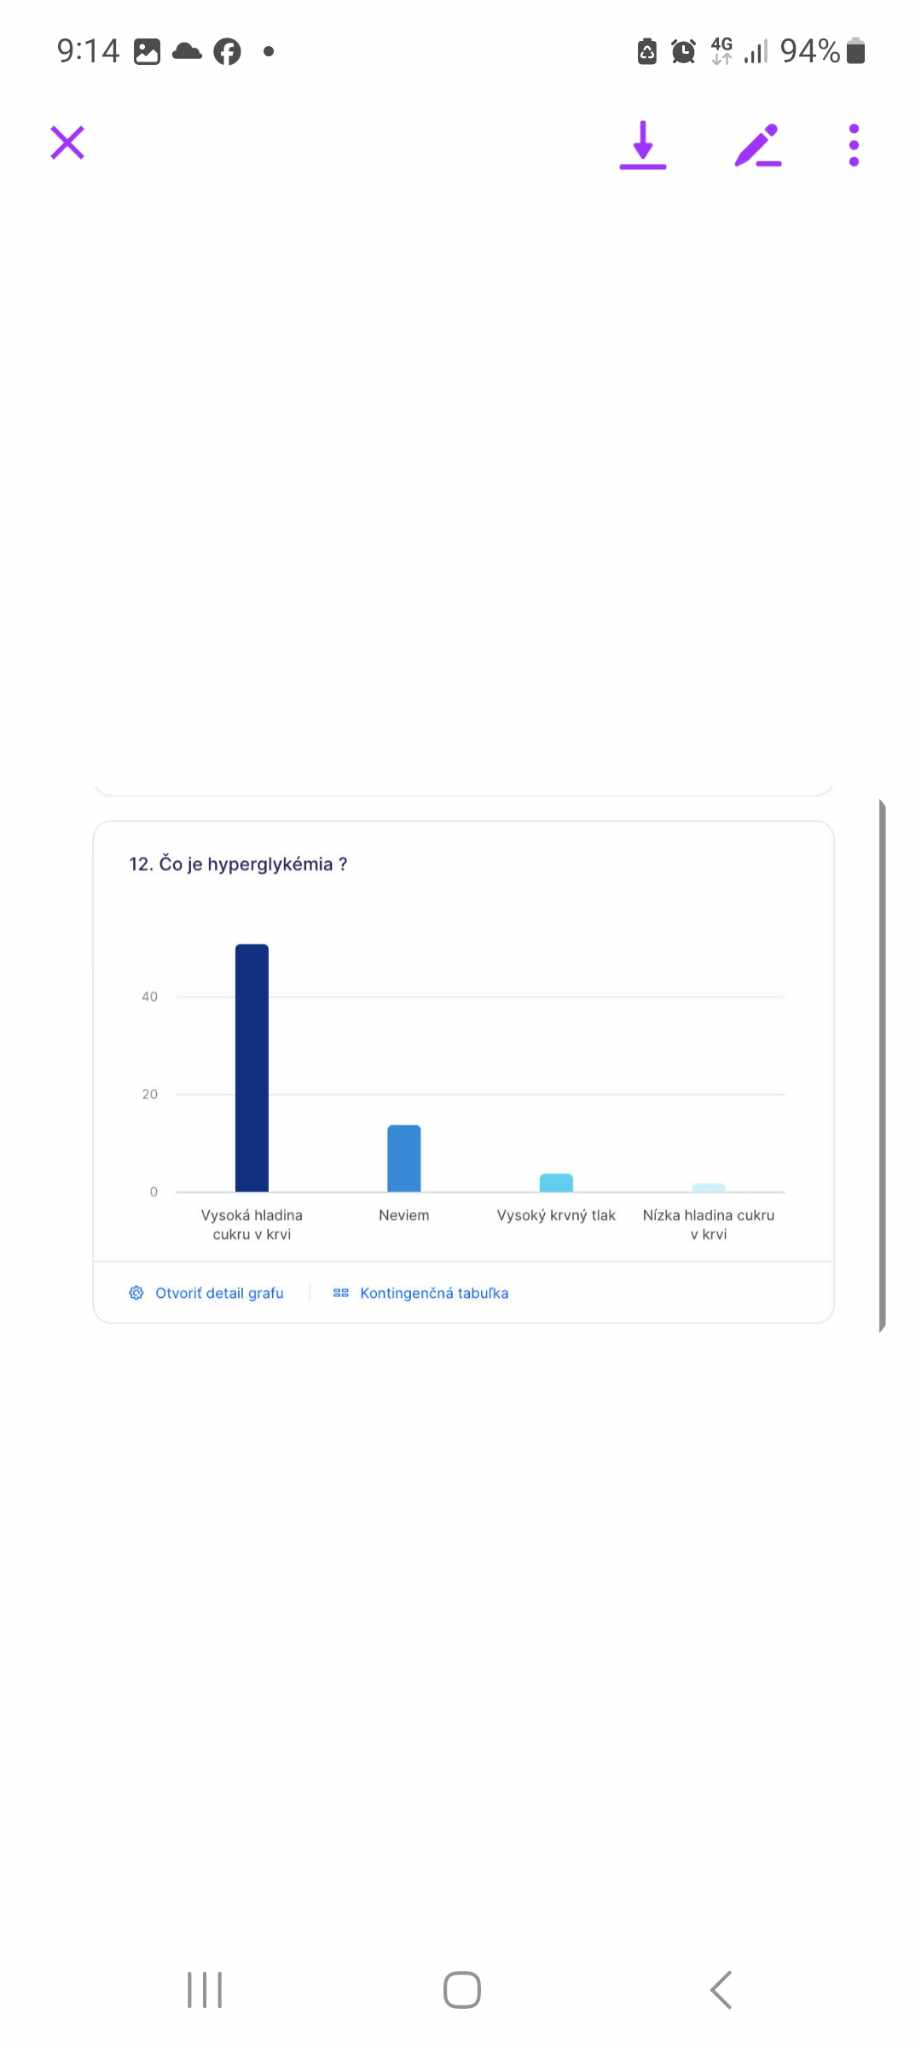 9:14
4G
94%
12. Čo je hyperglykémia ?
40
20
0
Vysoká hladina
cukru v krvi
Neviem
Vysoký krvný tlak
Nízka hladina cukru
v krvi
Otvoriť detail grafu
Kontingenčná tabuľka